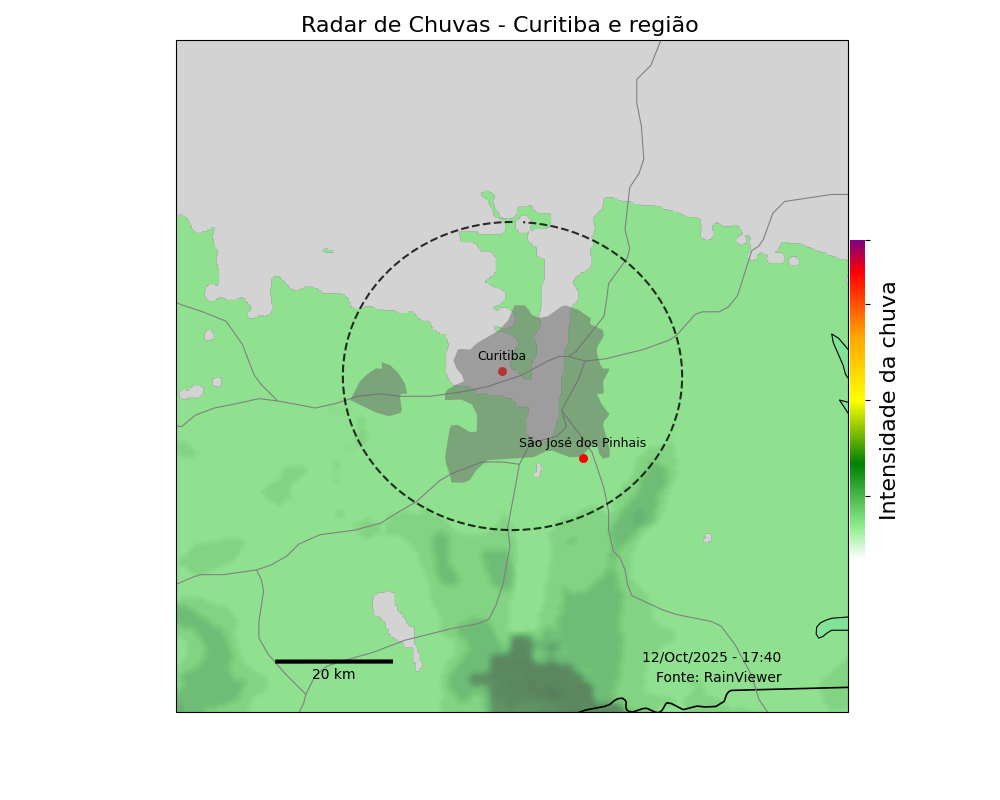 Radar de Chuvas - Curitiba e região
Curitiba
São José dos Pinhais
Intensidade da chuva
12/Oct/2025 - 17:40
Fonte: RainViewer
20 km